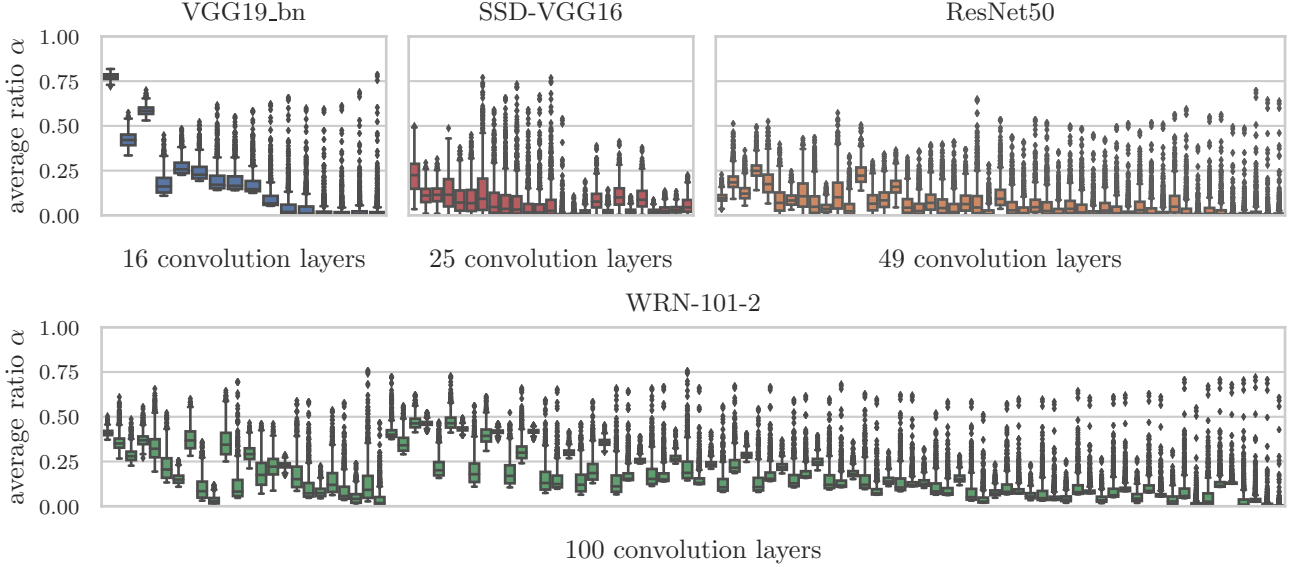 VGG19_bn
SSD-VGG16
ResNet50
average ratio α
1.00
0.75
0.50
0.25
0.00
16 convolution layers
25 convolution layers
49 convolution layers
WRN-101-2
average ratio α
1.00
0.75
0.50
0.25
0.00
100 convolution layers